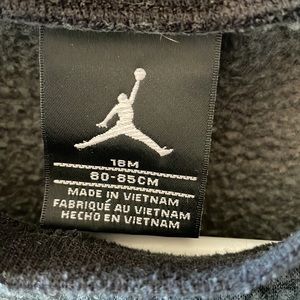 18M
80-85CM
MADE IN VIETNAM
FABRIQUÉ AU VIETNAM
HECHO EN VIETNAM